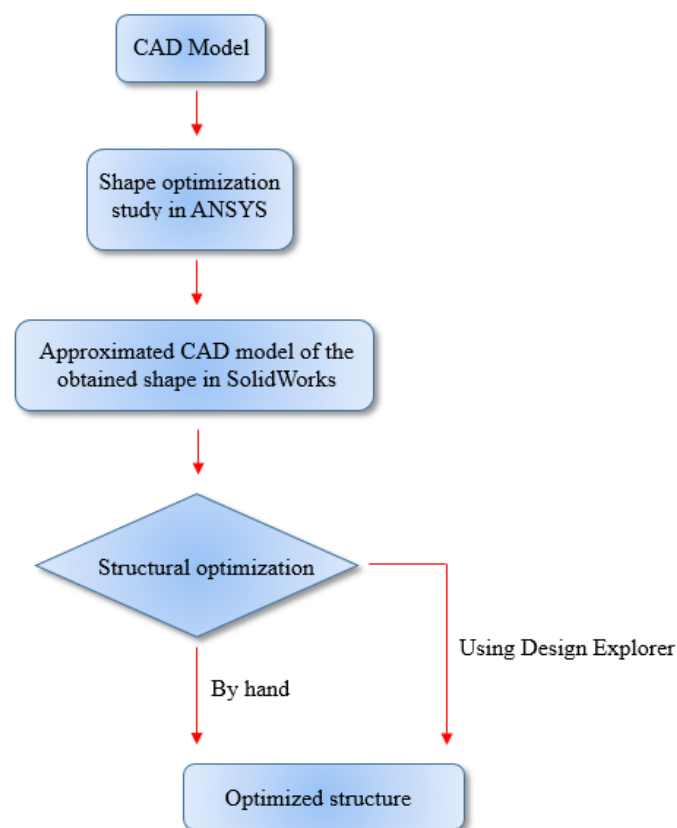 CAD Model
Shape optimization
study in ANSYS
Approximated CAD model of the
obtained shape in SolidWorks
Structural optimization
Using Design Explorer
By hand
Optimized structure